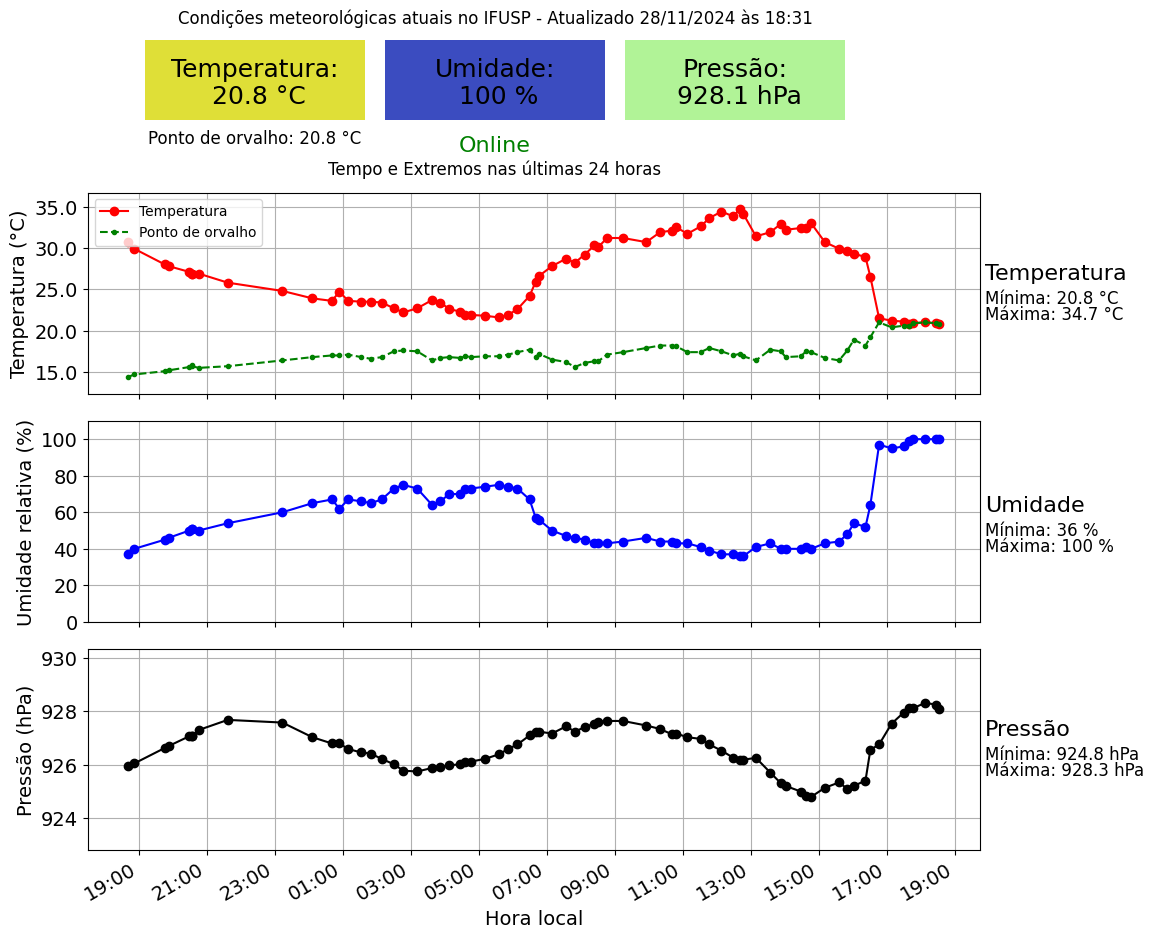 Condições meteorológicas atuais no IFUSP - Atualizado 28/11/2024 às 18:31
Temperatura:
20.8 °C
Umidade:
100 %
Pressão:
928.1 hPa
Ponto de orvalho: 20.8 °C
Online
Tempo e Extremos nas últimas 24 horas
Temperatura (°C)
35.0
30.0
25.0
20.0
15.0
Temperatura
Ponto de orvalho
Temperatura
Mínima: 20.8 °C
Máxima: 34.7 °C
Umidade relativa (%)
100
80
60
40
20
0
Umidade
Mínima: 36 %
Máxima: 100 %
Pressão (hPa)
930
928
926
924
Pressão
Mínima: 924.8 hPa
Máxima: 928.3 hPa
19:00 21:00 23:00 01:00 03:00 05:00 07:00 09:00 11:00 13:00 15:00 17:00 19:00
Hora local